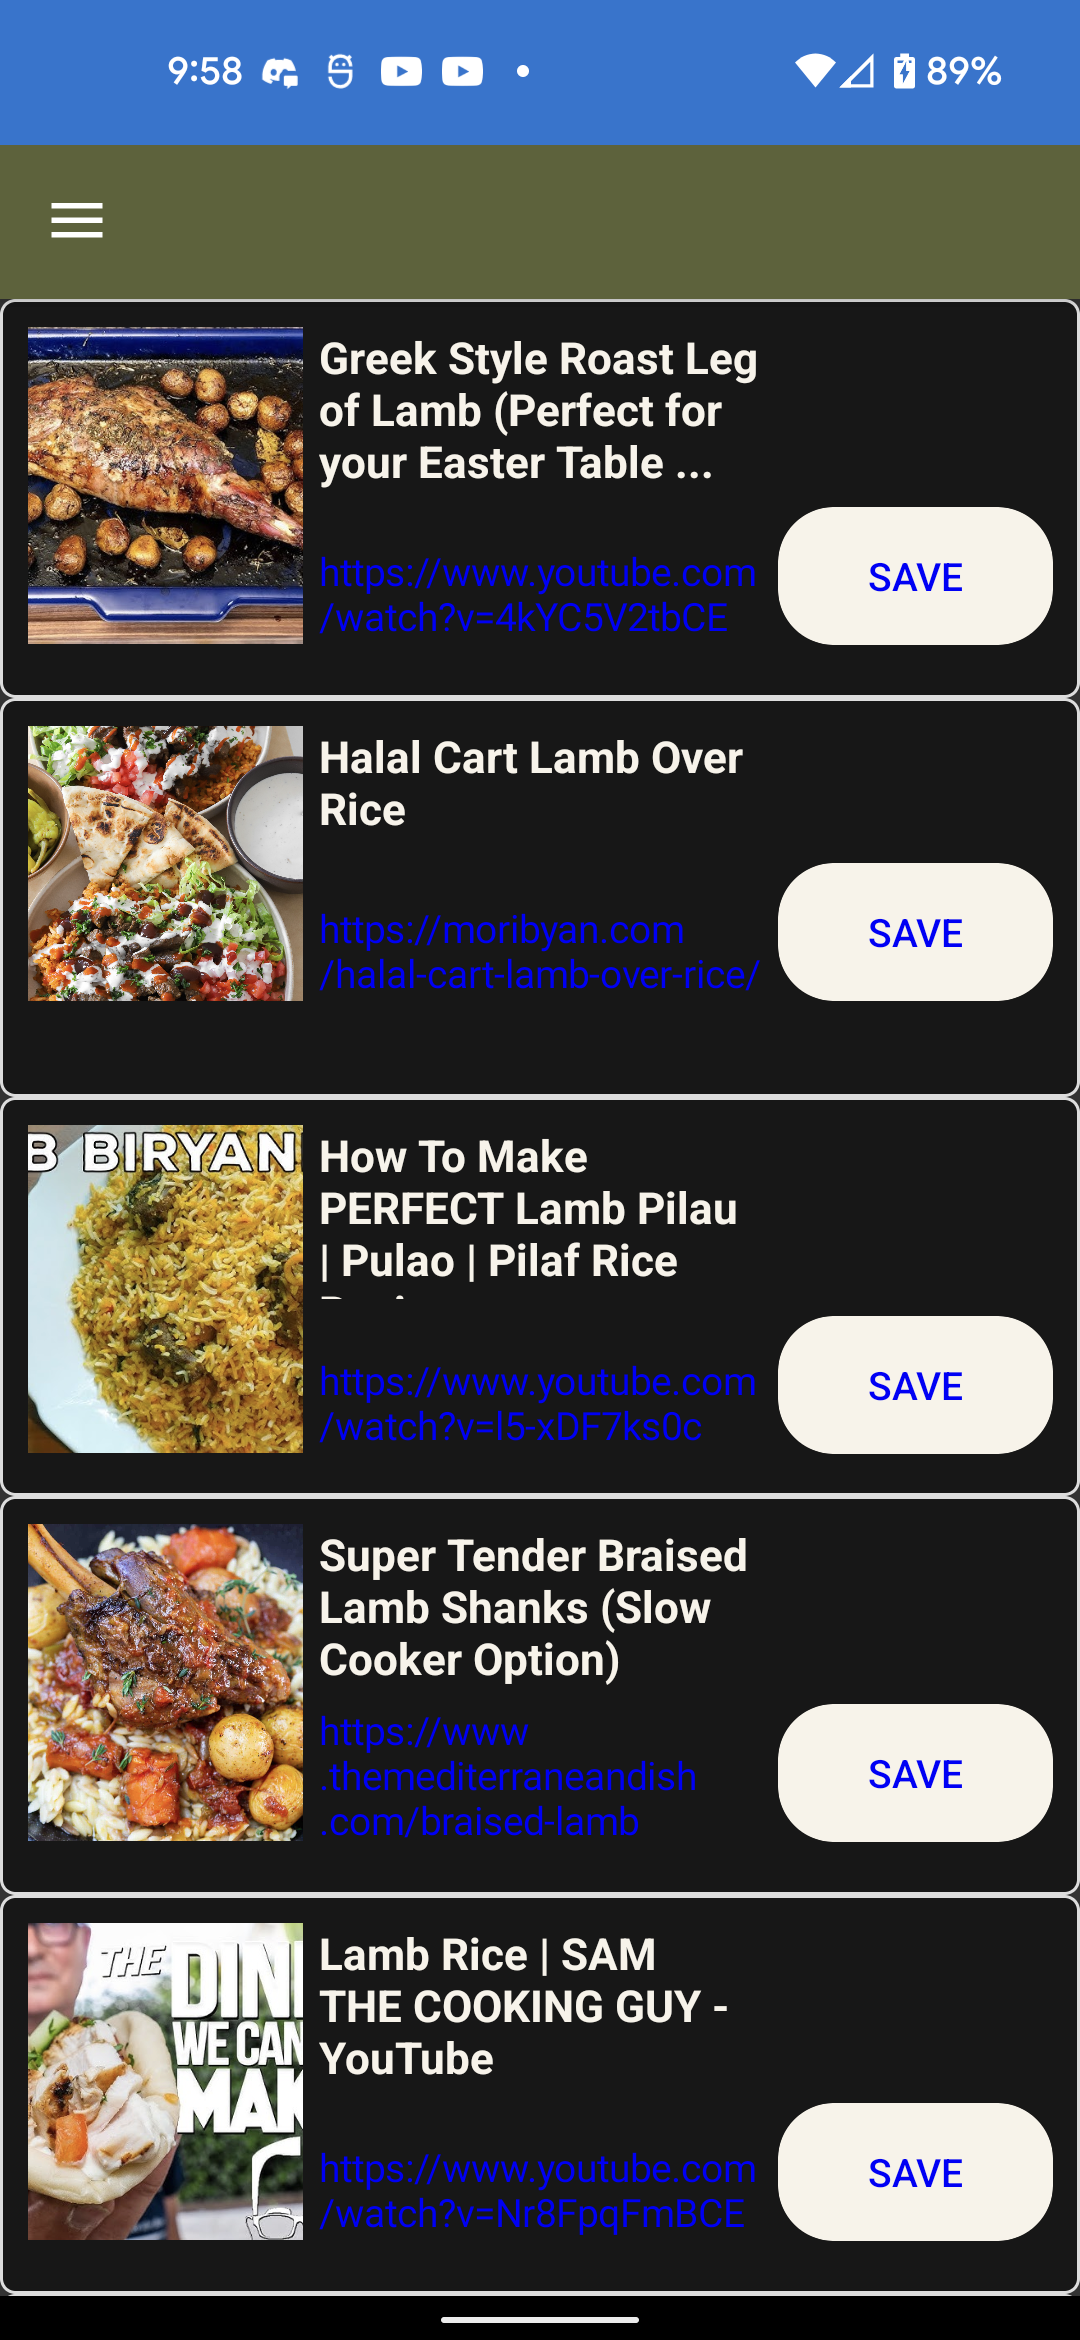 9:58
89%
Greek Style Roast Leg
of Lamb (Perfect for
your Easter Table ...
https://www.youtube.com
/watch?v=4kYC5V2tbCE
SAVE
Halal Cart Lamb Over
Rice
https://moribyan.com
/halal-cart-lamb-over-rice/
SAVE
B BIRYAN
How To Make
PERFECT Lamb Pilau
| Pulao | Pilaf Rice
https://www.youtube.com
/watch?v=l5-xDF7ks0c
SAVE
Super Tender Braised
Lamb Shanks (Slow
Cooker Option)
https://www
.themediterraneandish
.com/braised-lamb
SAVE
THE DIN
WE CAN
MAK
Lamb Rice | SAM
THE COOKING GUY -
YouTube
https://www.youtube.com
/watch?v=Nr8FpqFmBCE
SAVE